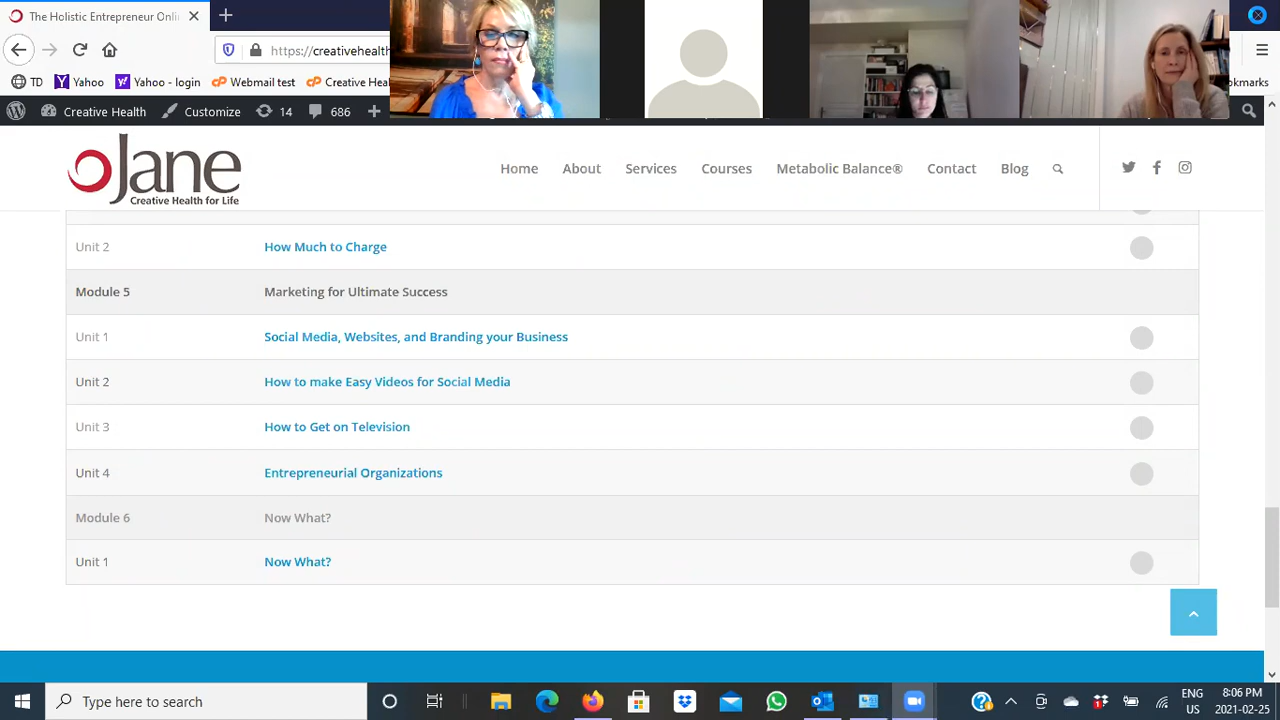 The Holistic Entrepreneur Onli
https://creativehealth
TD
Yahoo
Yahoo - login
Webmail test
Creative Hea
kmarks
Creative Health
Customize
14
686
Jane
Creative Health for Life
Home
About
Services
Courses
Metabolic Balance®
Contact
Blog
Unit 2 How Much to Charge
Module 5 Marketing for Ultimate Success
Unit 1 Social Media, Websites, and Branding your Business
Unit 2 How to make Easy Videos for Social Media
Unit 3 How to Get on Television
Unit 4 Entrepreneurial Organizations
Module 6 Now What?
Unit 1 Now What?
Type here to search
ENG
US
8:06 PM
2021-02-25